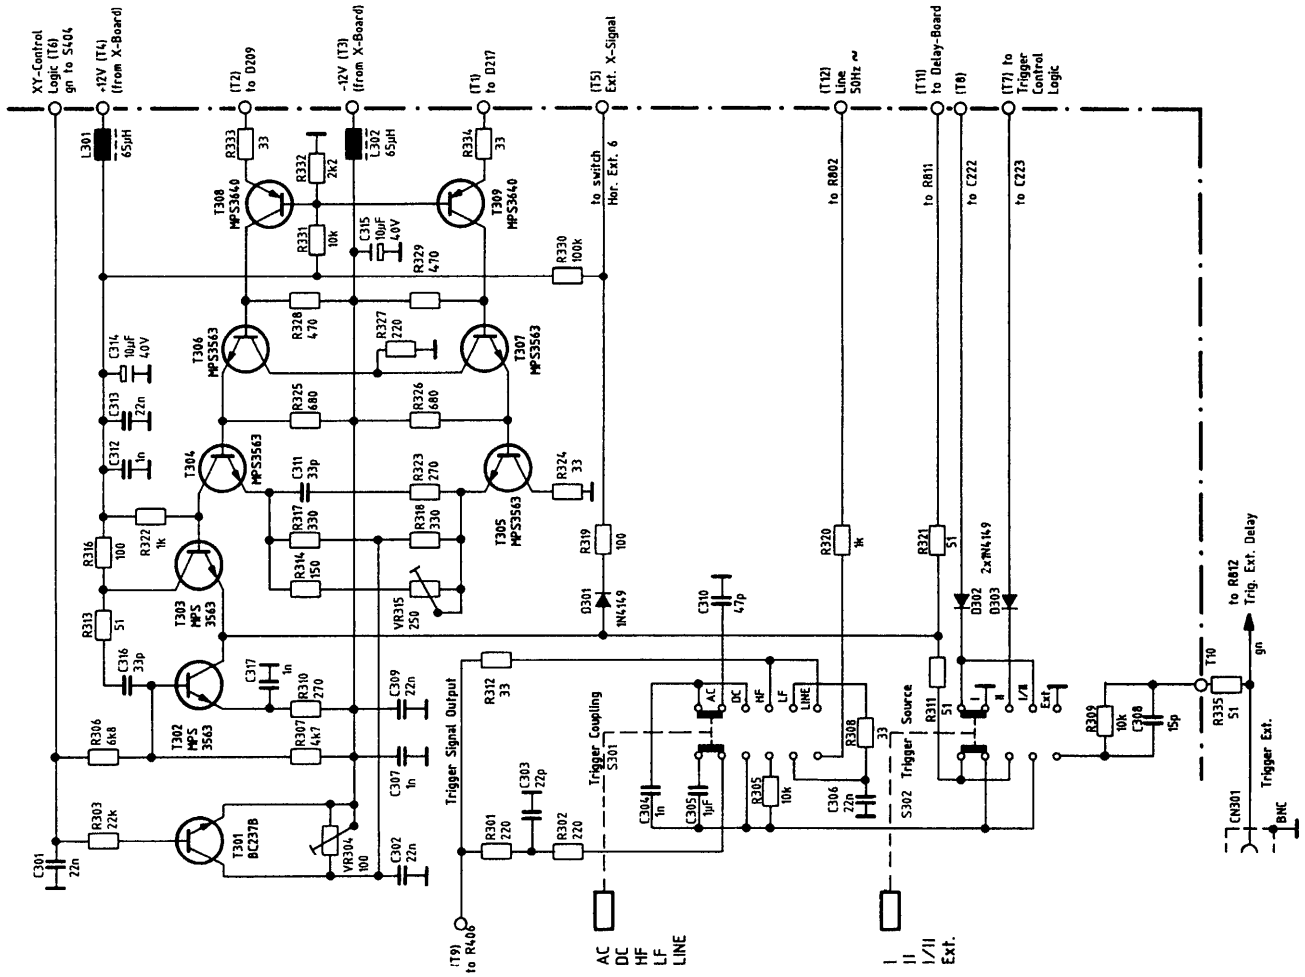 XY-Control
Logic (T6)
gn to S404
-12V (T4)
(from X-Board)
(T2)
to D209
-12V (T3)
(from X-Board)
(T1)
to D217
(T5)
Ext. X-Signal
(T12)
Line
50Hz ~
(T11)
to Delay-Board
(T8)
(T7) to
Trigger
Control
Logic
L301
65µH
R333
33
R332
2k2
L302
65µH
R334
33
to switch
Hor. Ext. 6
to R802
to R811
to C222
to C223
T308
MPS3640
T309
MPS3640
R331
10k
C315
10µF
40V
R329
470
R330
100k
R328
470
R327
220
C314
10µF
40V
T306
MPS3563
T307
MPS3563
C313
22n
R325
680
R326
680
C312
1n
T304
MPS3563
C311
33p
R323
270
R324
33
T305
MPS3563
R316
100
R322
1k
R317
330
R318
330
R319
100
R320
1k
R321
51
2x1N4149
R314
150
VR315
250
D301
1N4149
C310
47p
D302
D303
to R812
Trig. Ext. Delay
gn
R313
51
T303
MPS
3563
C316
33p
C317
1n
R310
270
C309
22n
R312
33
T302
MPS
3563
R306
6k8
R307
4k7
C307
1n
Trigger Signal Output
Trigger Coupling
S301
AC
DC
HF
LF
LINE
R308
33
Trigger Source
S302
R311
51
I
II
I/II
Ext.
R309
10k
C308
15p
T10
R335
51
Trigger Ext.
R303
22k
T301
BC237B
VR304
100
C302
22n
C301
22n
C303
22p
R301
220
R302
220
C304
1n
C305
1µF
R305
10k
C306
22n
CN301
BNC
(T9)
to R406
AC
DC
HF
LF
LINE
I
II
I/II
Ext.